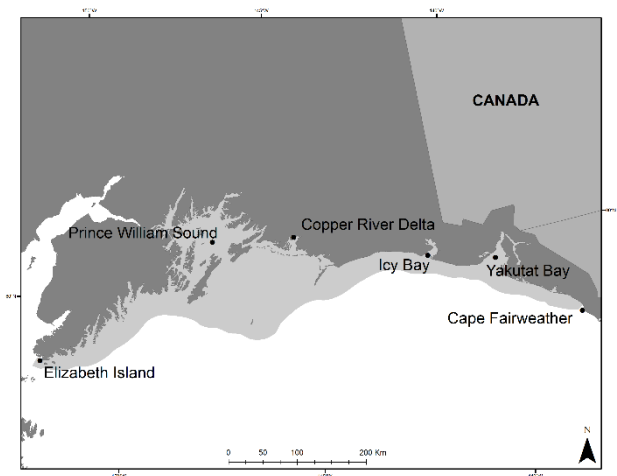 CANADA
Prince William Sound
Copper River Delta
Icy Bay
Yakutat Bay
Cape Fairweather
Elizabeth Island
N
0 50 100 200 Km